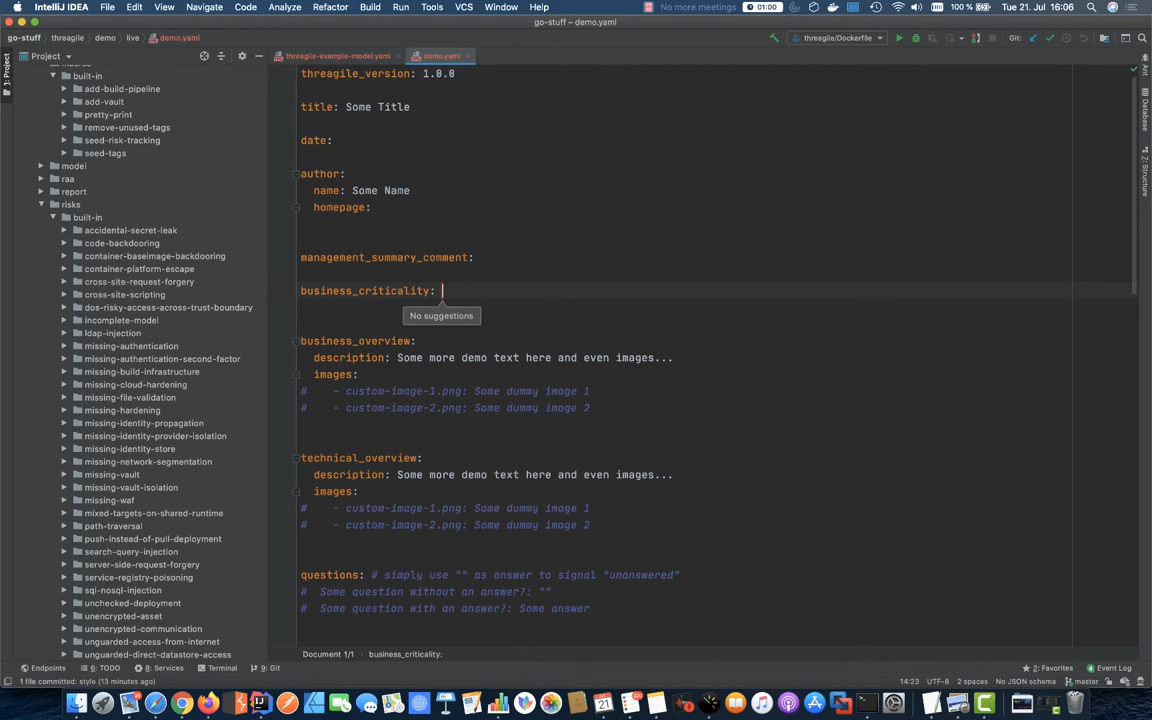 IntelliJ IDEA File Edit View Navigate Code Analyze Refactor Build Run Tools VCS Window Help No more meetings 01:00 100 % Tue 21. Jul 16:06
go-stuff – demo.yaml
go-stuff threagile demo live demo.yaml threagile/Dockerfile Git:
Project threagile-example-model.yaml demo.yaml
1: Project
Ant
Database
Z: Structure
built-in
add-build-pipeline
add-vault
pretty-print
remove-unused-tags
seed-risk-tracking
seed-tags
model
raa
report
risks
built-in
accidental-secret-leak
code-backdooring
container-baseimage-backdooring
container-platform-escape
cross-site-request-forgery
cross-site-scripting
dos-risky-access-across-trust-boundary
incomplete-model
ldap-injection
missing-authentication
missing-authentication-second-factor
missing-build-infrastructure
missing-cloud-hardening
missing-file-validation
missing-hardening
missing-identity-propagation
missing-identity-provider-isolation
missing-identity-store
missing-network-segmentation
missing-vault
missing-vault-isolation
missing-waf
mixed-targets-on-shared-runtime
path-traversal
push-instead-of-pull-deployment
search-query-injection
server-side-request-forgery
service-registry-poisoning
sql-nosql-injection
unchecked-deployment
unencrypted-asset
unencrypted-communication
unguarded-access-from-internet
unguarded-direct-datastore-access
threagile_version: 1.0.0
title: Some Title
date:
author:
name: Some Name
homepage:
management_summary_comment:
business_criticality:
No suggestions
business_overview:
description: Some more demo text here and even images...
images:
# - custom-image-1.png: Some dummy image 1
# - custom-image-2.png: Some dummy image 2
technical_overview:
description: Some more demo text here and even images...
images:
# - custom-image-1.png: Some dummy image 1
# - custom-image-2.png: Some dummy image 2
questions: # simply use "" as answer to signal "unanswered"
# Some question without an answer?: ""
# Some question with an answer?: Some answer
Document 1/1 business_criticality:
Endpoints 6: TODO 8: Services Terminal 9: Git 2: Favorites Event Log
1 file committed: style (13 minutes ago) 14:23 UTF-8 2 spaces No JSON schema master